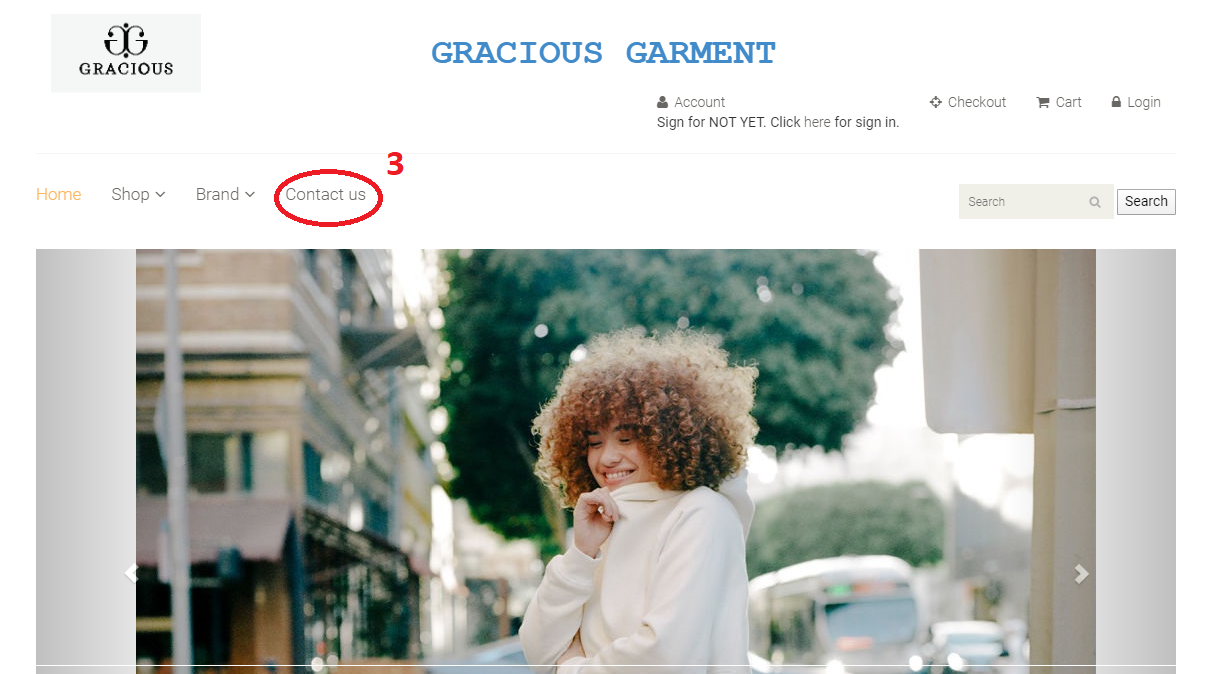 GRACIOUS
GRACIOUS GARMENT
Account
Checkout
Cart
Login
Sign for NOT YET. Click here for sign in.
3
Home
Shop
Brand
Contact us
Search
Search